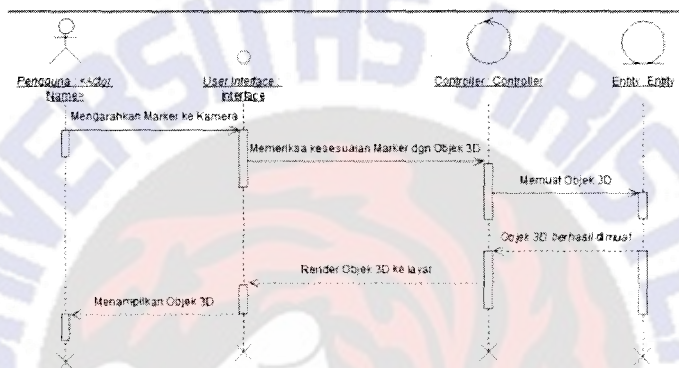 Pengguna : <Actor
Name>
User Interface :
Interface
Controller : Controller
Entity : Entity
Mengarahkan Marker ke Kamera
Memeriksa kesesuaian Marker dgn Objek 3D
Memuat Objek 3D
Objek 3D berhasil dimuat
Render Objek 3D ke layar
Menampilkan Objek 3D